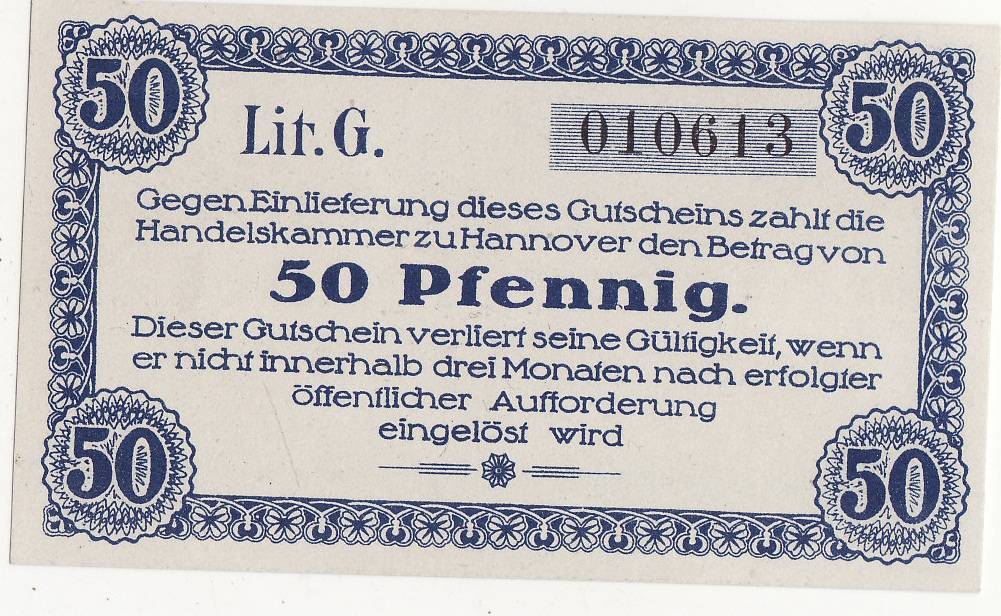 50
50
Lit. G.
010613
Gegen Einlieferung dieses Gutscheins zahlt die
Handelskammer zu Hannover den Betrag von
50 Pfennig.
Dieser Gutschein verliert seine Gültigkeit, wenn
er nicht innerhalb drei Monaten nach erfolgter
öffentlicher Aufforderung
eingelöst wird
50
50